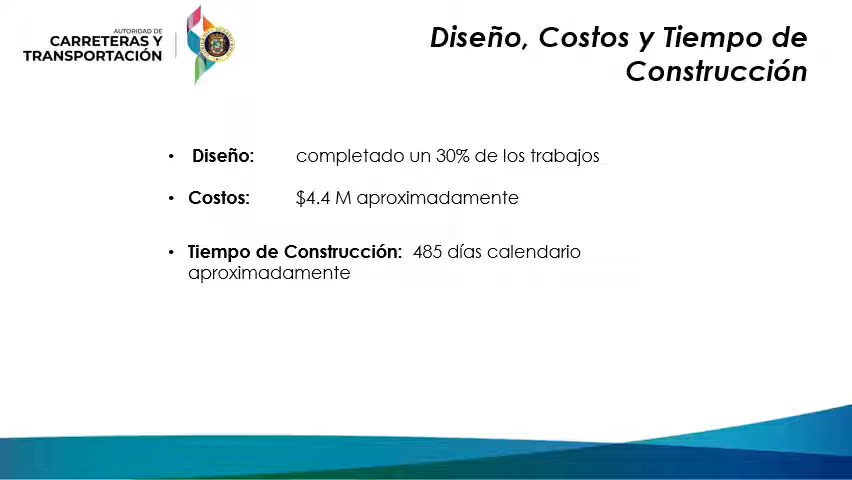 AUTORIDAD DE
CARRETERAS Y
TRANSPORTACIÓN
Diseño, Costos y Tiempo de
Construcción
• Diseño: completado un 30% de los trabajos
• Costos: $4.4 M aproximadamente
• Tiempo de Construcción: 485 días calendario
aproximadamente